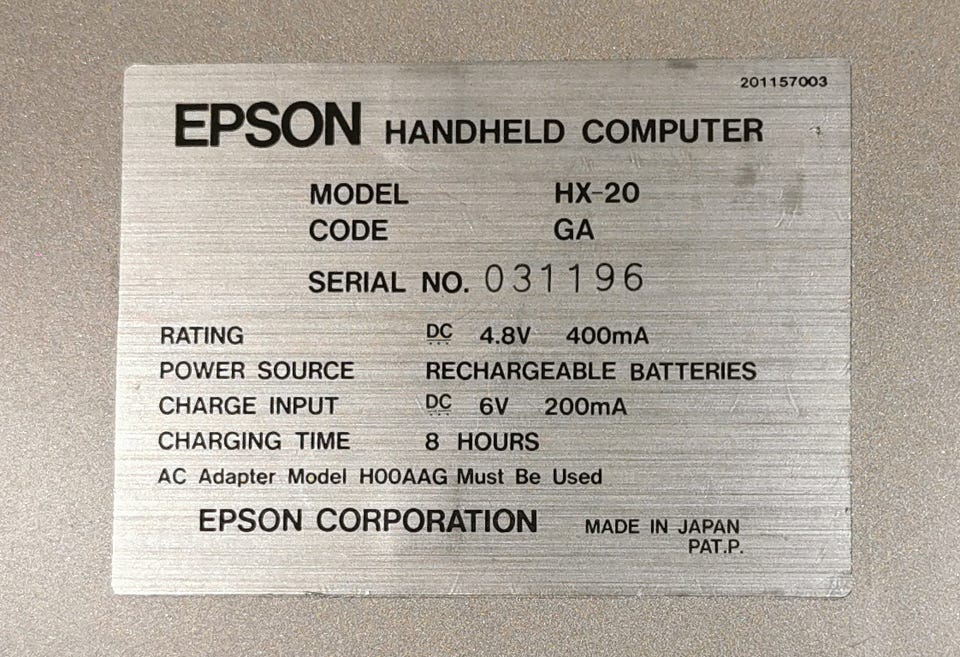 201157003
EPSON HANDHELD COMPUTER
MODEL HX-20
CODE GA
SERIAL NO. 031196
RATING DC 4.8V 400mA
POWER SOURCE RECHARGEABLE BATTERIES
CHARGE INPUT DC 6V 200mA
CHARGING TIME 8 HOURS
AC Adapter Model H00AAG Must Be Used
EPSON CORPORATION MADE IN JAPAN
PAT.P.